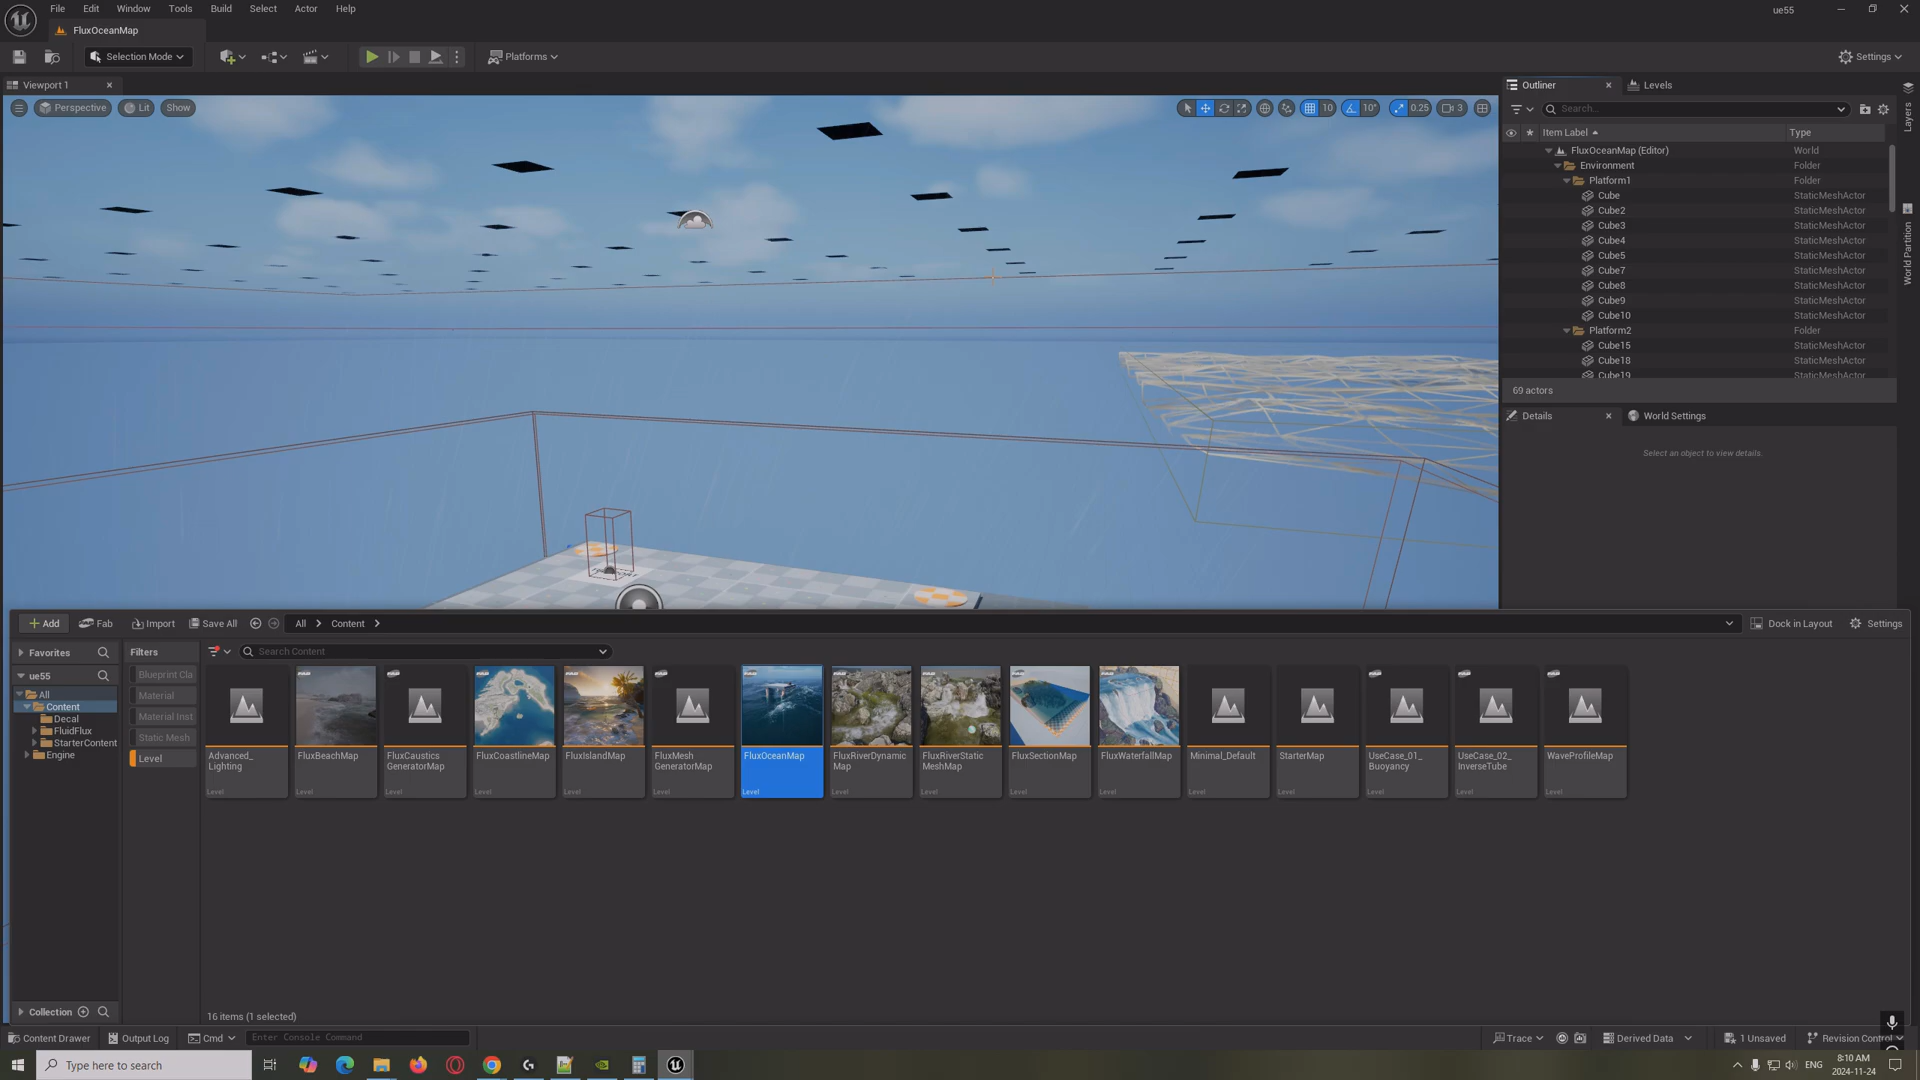 File Edit Window Tools Build Select Actor Help
ue55
FluxOceanMap
Selection Mode
Platforms
Settings
Viewport 1
Outliner
Levels
Perspective
Lit
Show
10
10°
0.25
3
Search...
Item Label
Type
FluxOceanMap (Editor) World
Environment Folder
Platform1 Folder
Cube StaticMeshActor
Cube2 StaticMeshActor
Cube3 StaticMeshActor
Cube4 StaticMeshActor
Cube5 StaticMeshActor
Cube7 StaticMeshActor
Cube8 StaticMeshActor
Cube9 StaticMeshActor
Cube10 StaticMeshActor
Platform2 Folder
Cube15 StaticMeshActor
Cube18 StaticMeshActor
Cube19 StaticMeshActor
69 actors
Layers
World Partition
Details
World Settings
Select an object to view details.
Add
Fab
Import
Save All
All
Content
Dock in Layout
Settings
Favorites
Filters
Search Content
ue55
All
Content
Decal
FluidFlux
StarterContent
Engine
Blueprint Cla
Material
Material Inst
Static Mesh
Level
Advanced_
Lighting
Level
FluxBeachMap
Level
FluxCaustics
GeneratorMap
Level
FluxCoastlineMap
Level
FluxIslandMap
Level
FluxMesh
GeneratorMap
Level
FluxOceanMap
Level
FluxRiverDynamic
Map
Level
FluxRiverStatic
MeshMap
Level
FluxSectionMap
Level
FluxWaterfallMap
Level
Minimal_Default
Level
StarterMap
Level
UseCase_01_
Buoyancy
Level
UseCase_02_
InverseTube
Level
WaveProfileMap
Level
Collection
16 items (1 selected)
Content Drawer
Output Log
Cmd
Enter Console Command
Trace
Derived Data
1 Unsaved
Revision Control
Type here to search
ENG
8:10 AM
2024-11-24